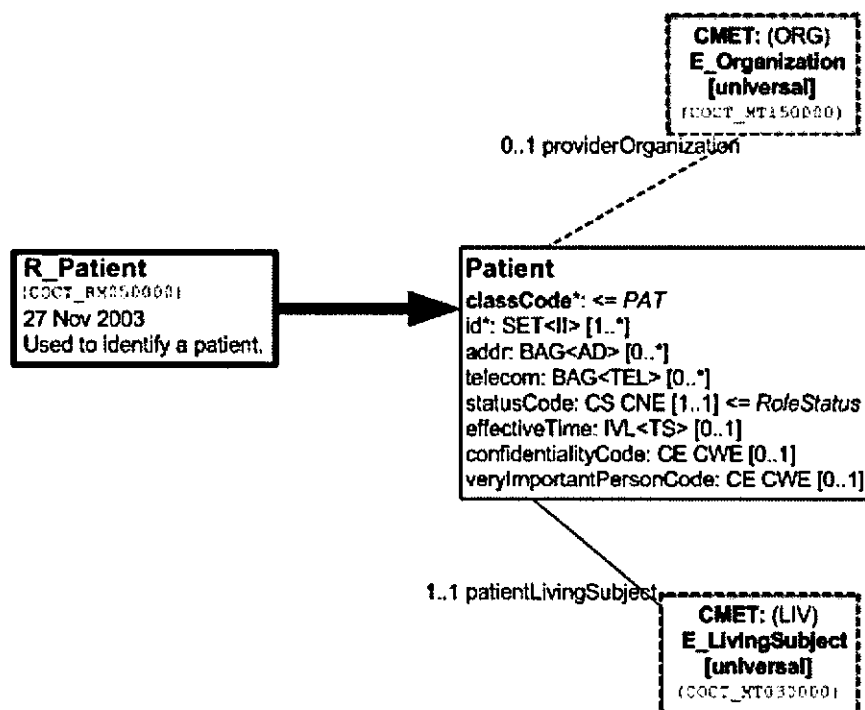 CMET: (ORG)
E_Organization
[universal]
(COCT_MT150000)
0..1 providerOrganization
R_Patient
(COCT_RM050000)
27 Nov 2003
Used to identify a patient.
Patient
classCode*: <= PAT
id*: SET<II> [1..*]
addr: BAG<AD> [0..*]
telecom: BAG<TEL> [0..*]
statusCode: CS CNE [1..1] <= RoleStatus
effectiveTime: IVL<TS> [0..1]
confidentialityCode: CE CWE [0..1]
veryImportantPersonCode: CE CWE [0..1]
1..1 patientLivingSubject
CMET: (LIV)
E_LivingSubject
[universal]
(COCT_MT030000)